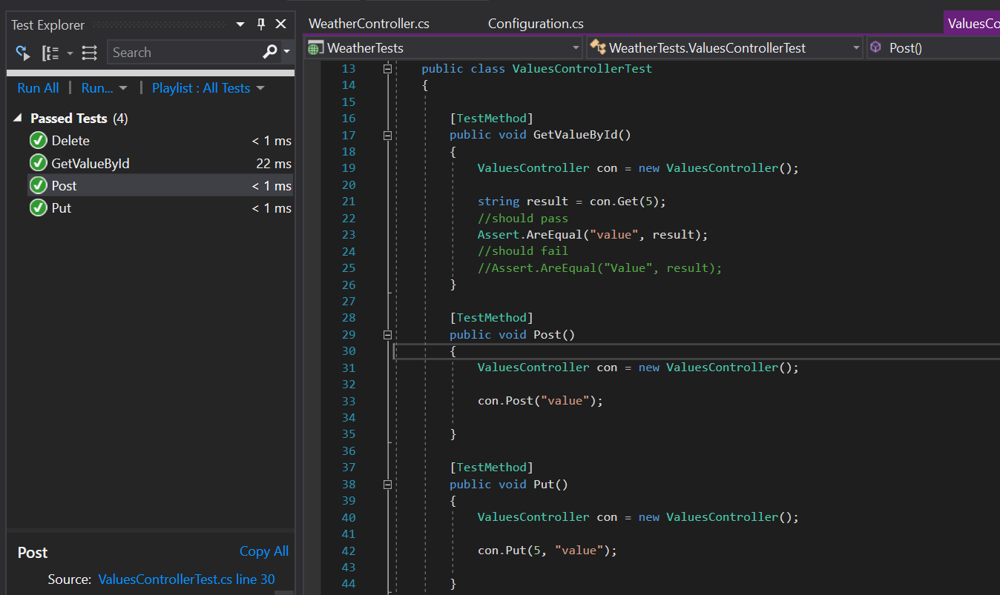 Test Explorer
Search
Run All | Run... | Playlist : All Tests
Passed Tests (4)
Delete < 1 ms
GetValueById 22 ms
Post < 1 ms
Put < 1 ms
Post Copy All
Source: ValuesControllerTest.cs line 30
WeatherController.cs Configuration.cs ValuesCo
WeatherTests WeatherTests.ValuesControllerTest Post()
13 public class ValuesControllerTest
14 {
15
16 [TestMethod]
17 public void GetValueById()
18 {
19 ValuesController con = new ValuesController();
20
21 string result = con.Get(5);
22 //should pass
23 Assert.AreEqual("value", result);
24 //should fail
25 //Assert.AreEqual("Value", result);
26 }
27
28 [TestMethod]
29 public void Post()
30 {
31 ValuesController con = new ValuesController();
32
33 con.Post("value");
34
35 }
36
37 [TestMethod]
38 public void Put()
39 {
40 ValuesController con = new ValuesController();
41
42 con.Put(5, "value");
43
44 }